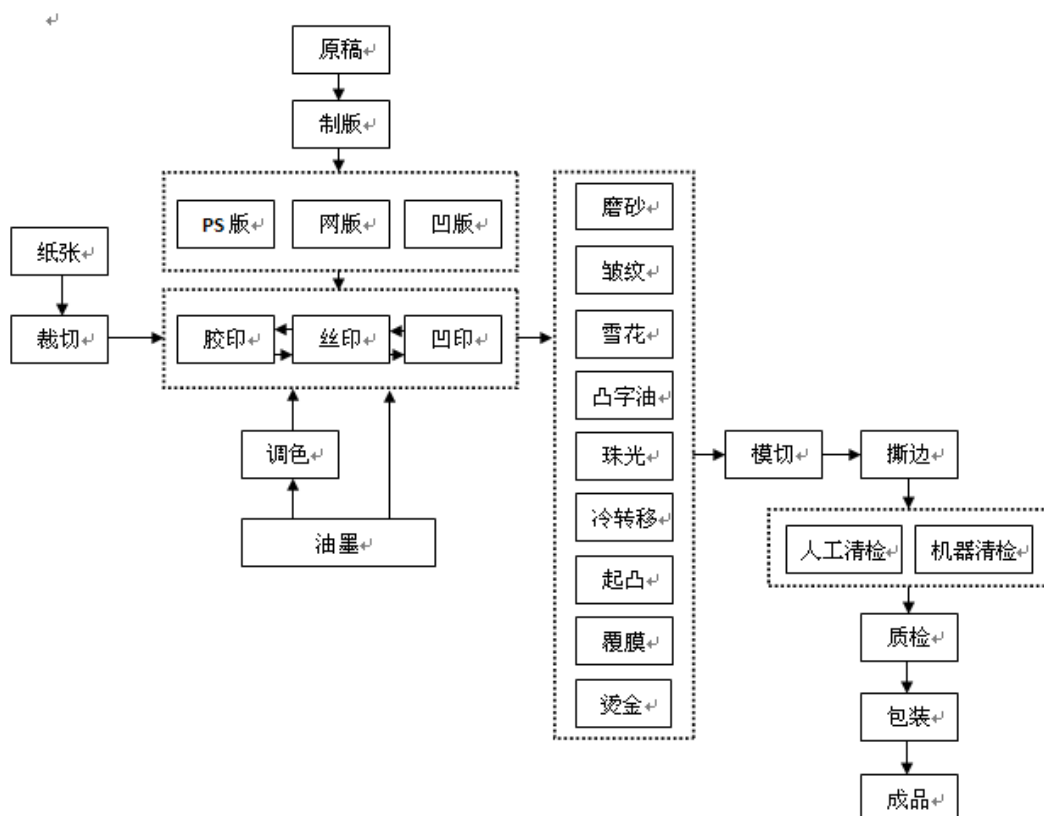 原稿
制版
PS版
网版
凹版
纸张
裁切
胶印
丝印
凹印
调色
油墨
磨砂
皱纹
雪花
凸字油
珠光
冷转移
起凸
覆膜
烫金
模切
撕边
人工清检
机器清检
质检
包装
成品